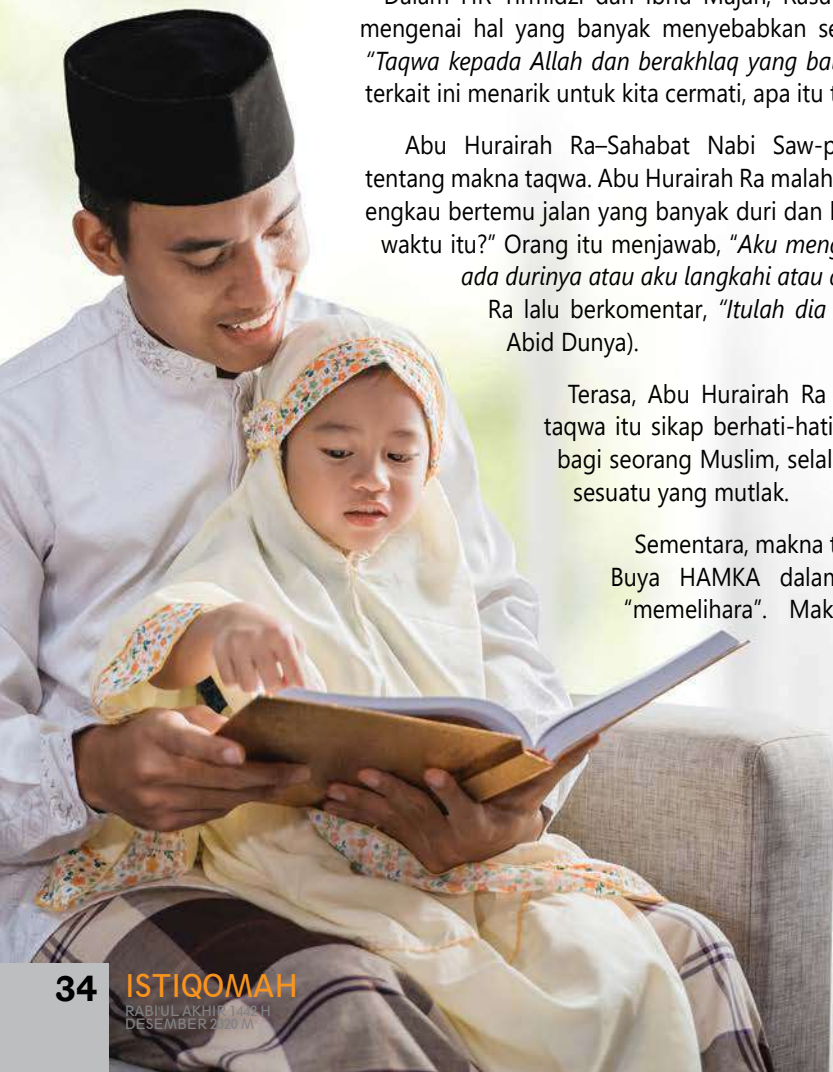 Dalam HR Tirmidzi dan Ibnu Majah, Rasu
mengenai hal yang banyak menyebabkan se
“Taqwa kepada Allah dan berakhlaq yang ba
terkait ini menarik untuk kita cermati, apa itu t
Abu Hurairah Ra–Sahabat Nabi Saw-p
tentang makna taqwa. Abu Hurairah Ra malah
engkau bertemu jalan yang banyak duri dan
waktu itu?” Orang itu menjawab, “Aku meng
ada durinya atau aku langkahi atau
Ra lalu berkomentar, “Itulah dia
Abid Dunya).
Terasa, Abu Hurairah Ra
taqwa itu sikap berhati-hati
bagi seorang Muslim, selal
sesuatu yang mutlak.
Sementara, makna t
Buya HAMKA dalam
“memelihara”. Mak
34 ISTIQOMAH
RABIUL AKHIR 1442 H
DESEMBER 2020 M